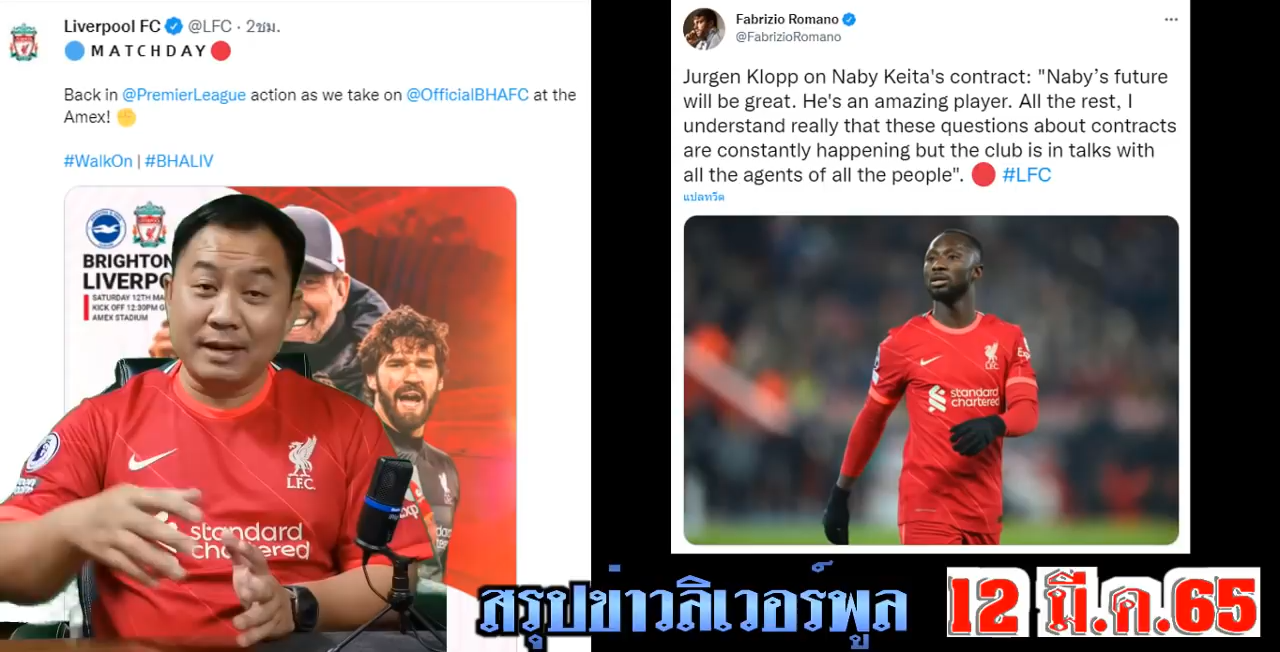 Liverpool FC @LFC · 2ชม.
MATCHDAY
Back in @PremierLeague action as we take on @OfficialBHAFC at the
Amex!
#WalkOn | #BHALIV
BRIGHTON
LIVERPO
SATURDAY 12TH MA
KICK OFF 12:30PM G
AMEX STADIUM
L.F.C.
standard
chartered
Fabrizio Romano
@FabrizioRomano
Jurgen Klopp on Naby Keita's contract: "Naby’s future
will be great. He's an amazing player. All the rest, I
understand really that these questions about contracts
are constantly happening but the club is in talks with
all the agents of all the people". #LFC
แปลทวีต
L.F.C.
Exp
standard
chartered
สรุปข่าวลิเวอร์พูล 12 มี.ค.65